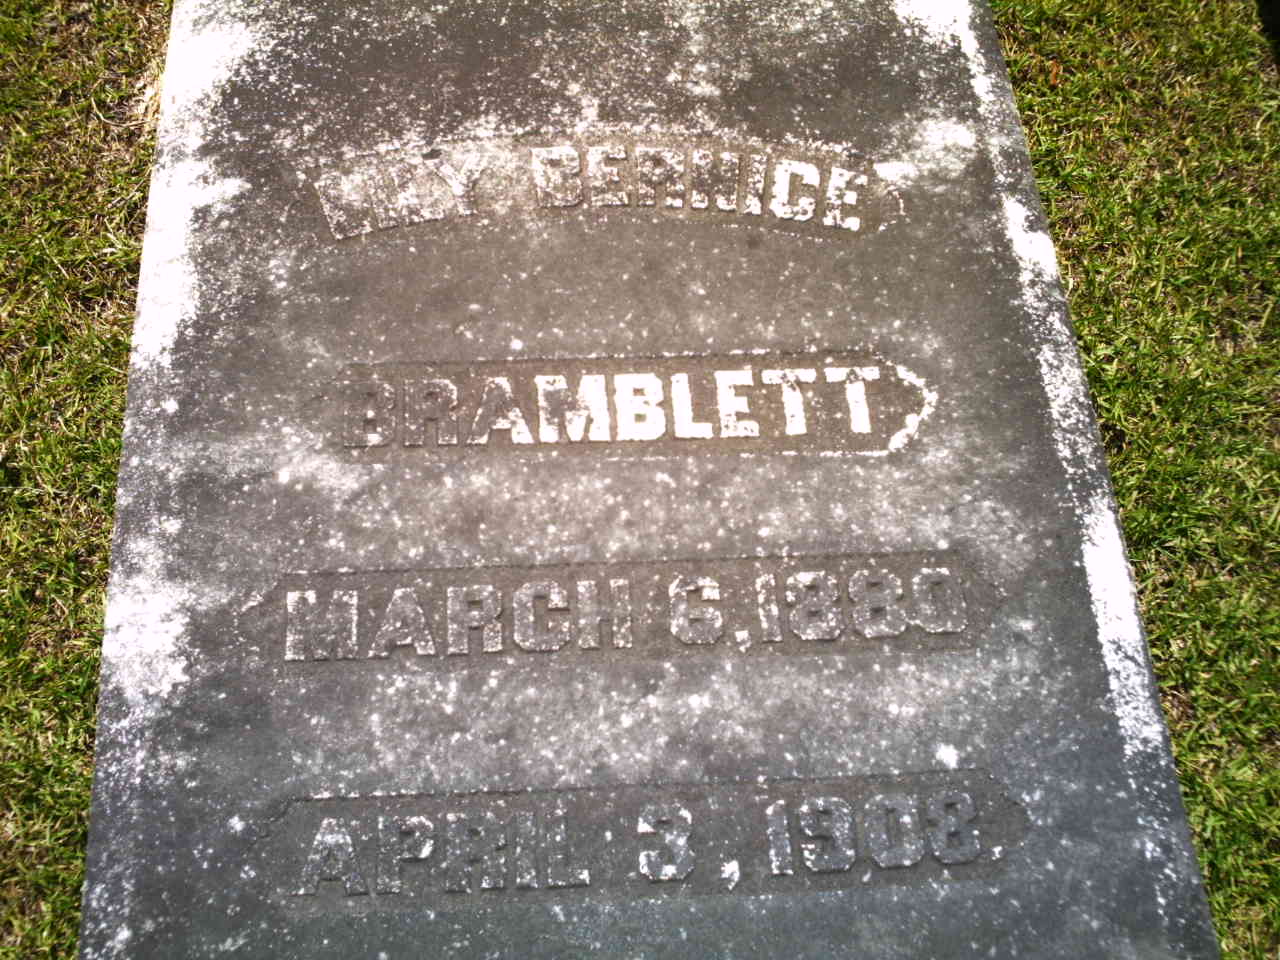 BERNICE
BRAMBLETT
MARCH 6, 1880
APRIL 3, 1908.